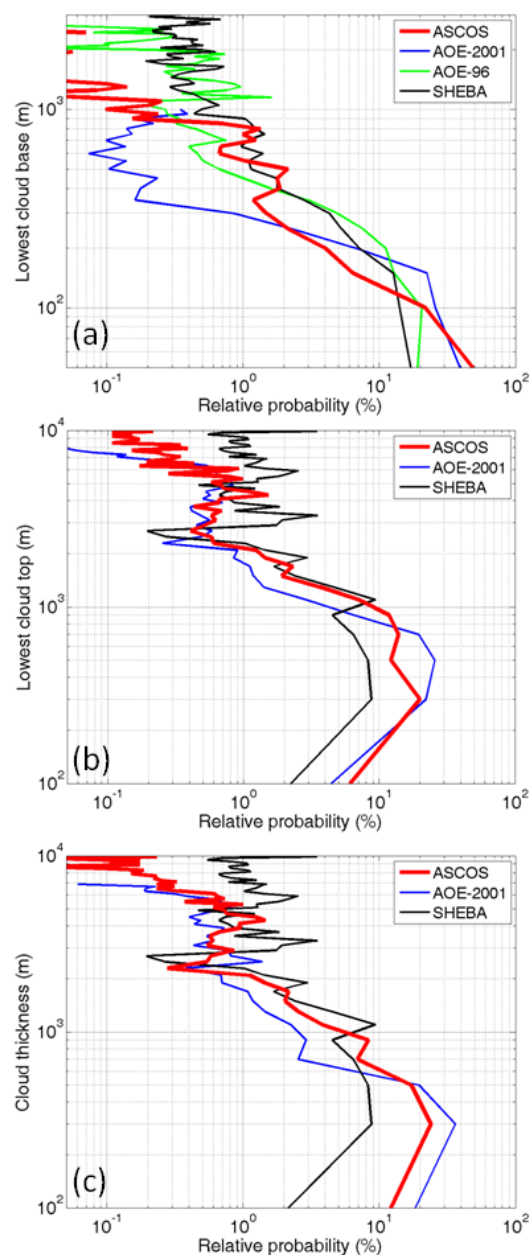 ASCOS
AOE-2001
AOE-96
SHEBA
Lowest cloud base (m)
10³
10²
(a)
10⁻¹ 10⁰ 10¹ 10²
Relative probability (%)
10⁴
ASCOS
AOE-2001
SHEBA
Lowest cloud top (m)
10³
(b)
10²
10⁻¹ 10⁰ 10¹ 10²
Relative probability (%)
10⁴
ASCOS
AOE-2001
SHEBA
Cloud thickness (m)
10³
(c)
10²
10⁻¹ 10⁰ 10¹ 10²
Relative probability (%)